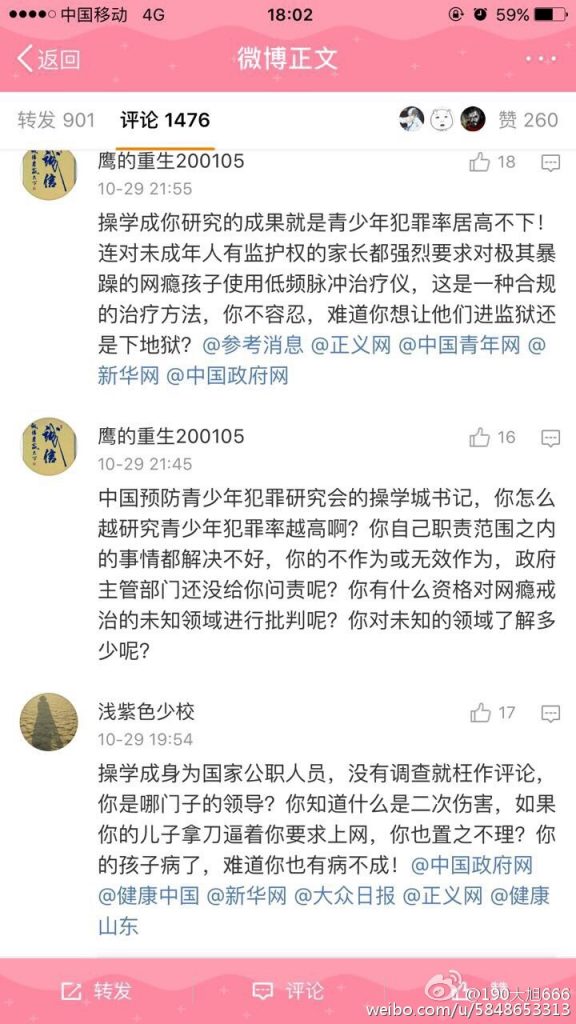 中国移动 4G 18:02 59%
返回 微博正文
转发 901 评论 1476 赞 260
鹰的重生200105 18
10-29 21:55
操学成你研究的成果就是青少年犯罪率居高不下！
连对未成年人有监护权的家长都强烈要求对极其暴
躁的网瘾孩子使用低频脉冲治疗仪，这是一种合规
的治疗方法，你不容忍，难道你想让他们进监狱还
是下地狱？@参考消息 @正义网 @中国青年网 @
新华网 @中国政府网
鹰的重生200105 16
10-29 21:45
中国预防青少年犯罪研究会的操学城书记，你怎么
越研究青少年犯罪率越高啊？你自己职责范围之内
的事情都解决不好，你的不作为或无效作为，政府
主管部门还没给你问责呢？你有什么资格对网瘾戒
治的未知领域进行批判呢？你对未知的领域了解多
少呢？
浅紫色少校 17
10-29 19:54
操学成身为国家公职人员，没有调查就枉作评论，
你是哪门子的领导？你知道什么是二次伤害，如果
你的儿子拿刀逼着你要求上网，你也置之不理？你
的孩子病了，难道你也有病不成！@中国政府网
@健康中国 @新华网 @大众日报 @正义网 @健康
山东
转发 评论 赞
@190大旭666
weibo.com/u/5848653313